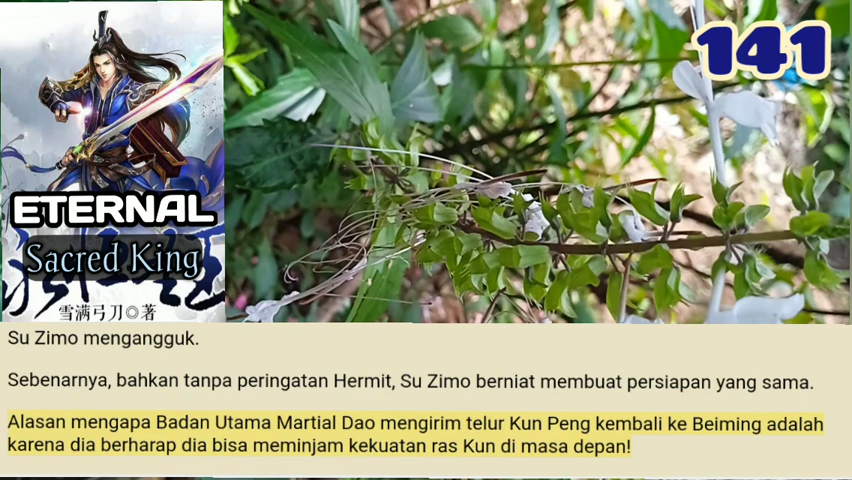 141
ETERNAL
Sacred King
雪满弓刀◎著
Su Zimo mengangguk.
Sebenarnya, bahkan tanpa peringatan Hermit, Su Zimo berniat membuat persiapan yang sama.
Alasan mengapa Badan Utama Martial Dao mengirim telur Kun Peng kembali ke Beiming adalah
karena dia berharap dia bisa meminjam kekuatan ras Kun di masa depan!